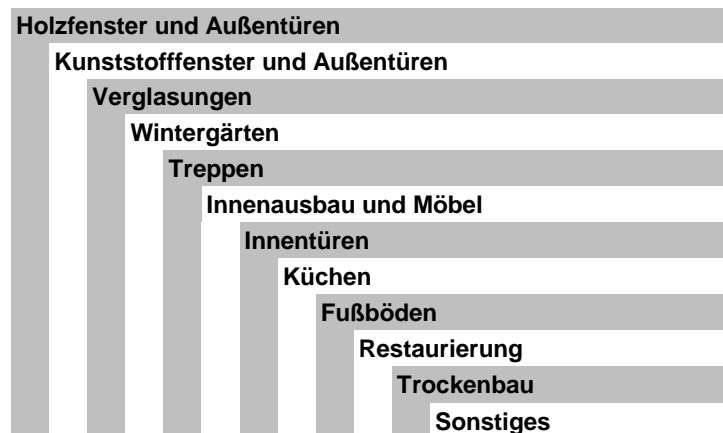 Holzfenster und Außentüren
Kunststofffenster und Außentüren
Verglasungen
Wintergärten
Treppen
Innenausbau und Möbel
Innentüren
Küchen
Fußböden
Restaurierung
Trockenbau
Sonstiges